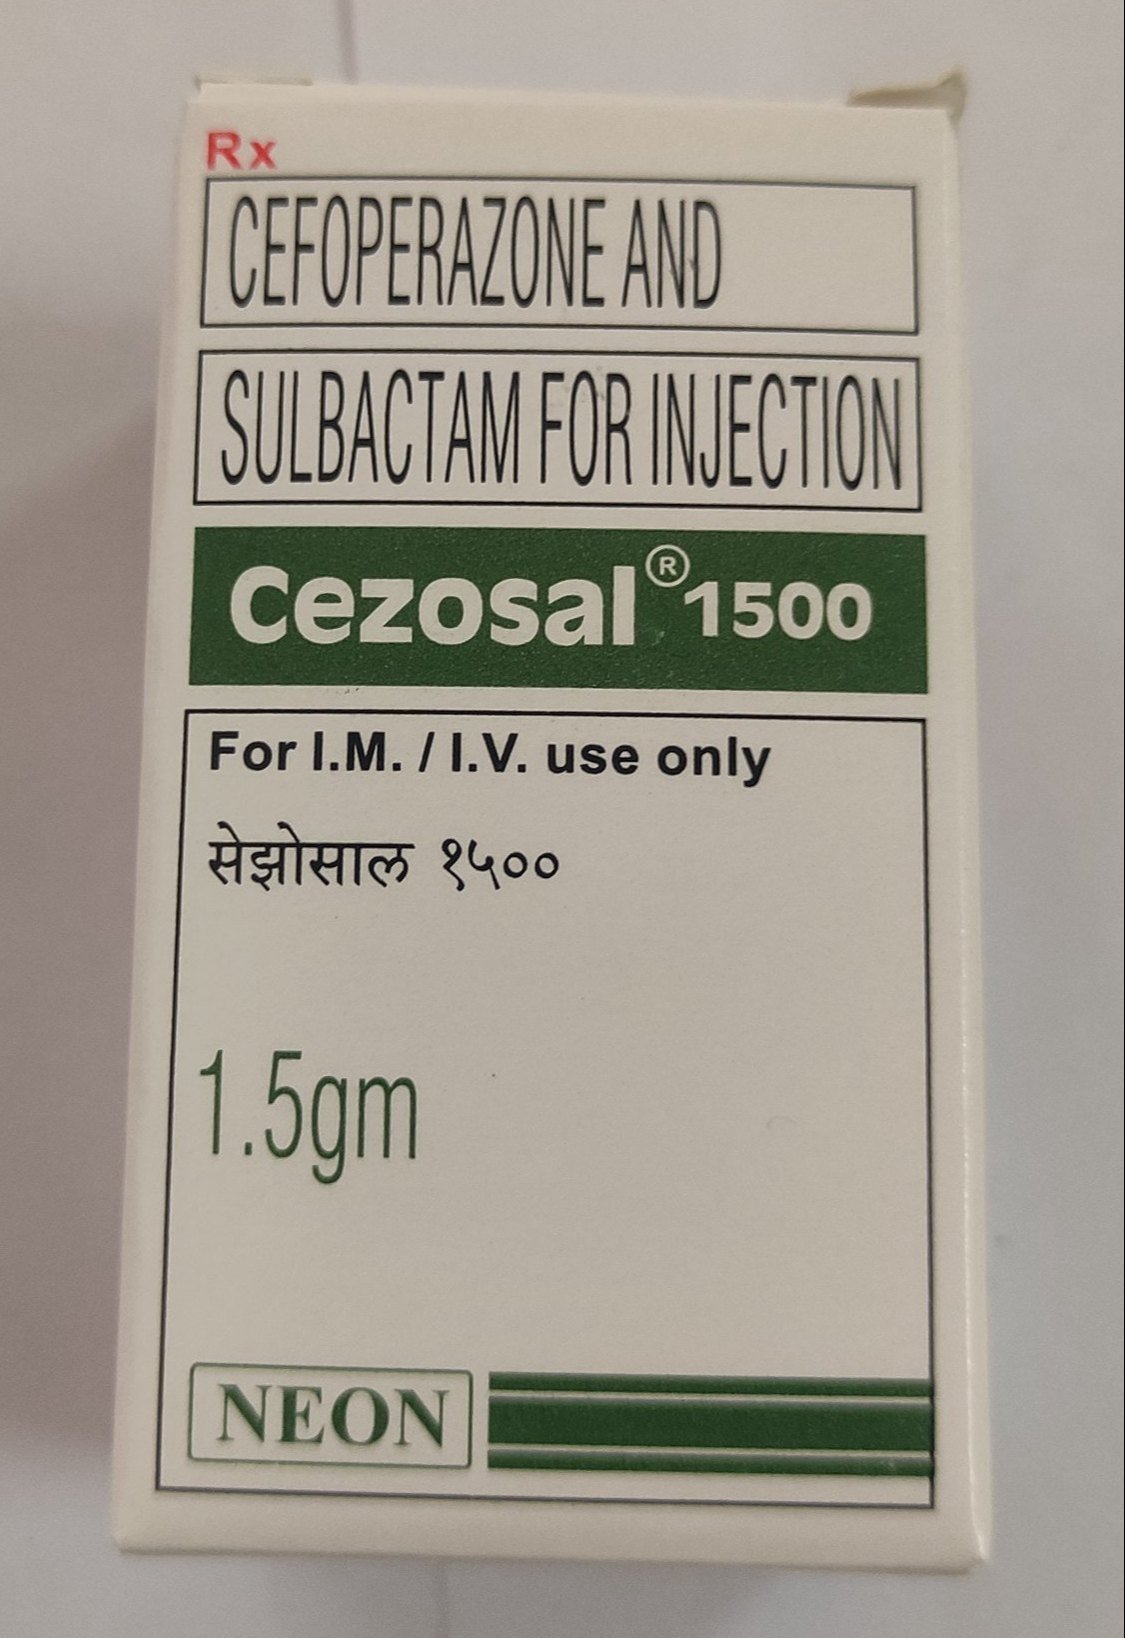 Rx
CEFOPERAZONE AND
SULBACTAM FOR INJECTION
Cezosal® 1500
For I.M. / I.V. use only
सेझोसाल १५००
1.5gm
NEON